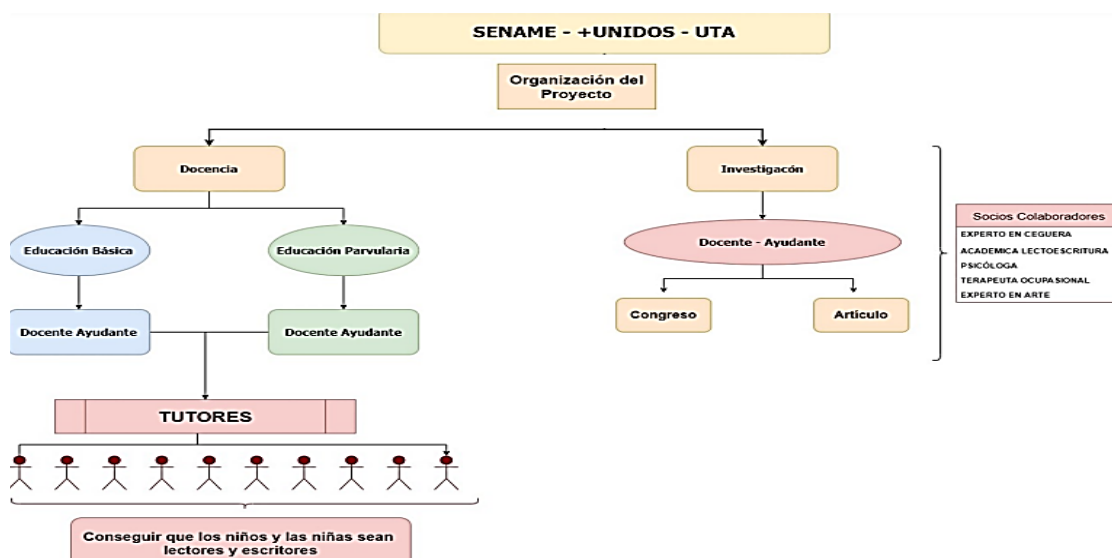 SENAME - +UNIDOS - UTA
Organización del
Proyecto
Docencia
Investigacón
Educación Básica
Educación Parvularia
Docente - Ayudante
Docente Ayudante
Docente Ayudante
Congreso
Artículo
Socios Colaboradores
EXPERTO EN CEGUERA
ACADEMICA LECTOESCRITURA
PSICÓLOGA
TERAPEUTA OCUPASIONAL
EXPERTO EN ARTE
TUTORES
Conseguir que los niños y las niñas sean
lectores y escritores